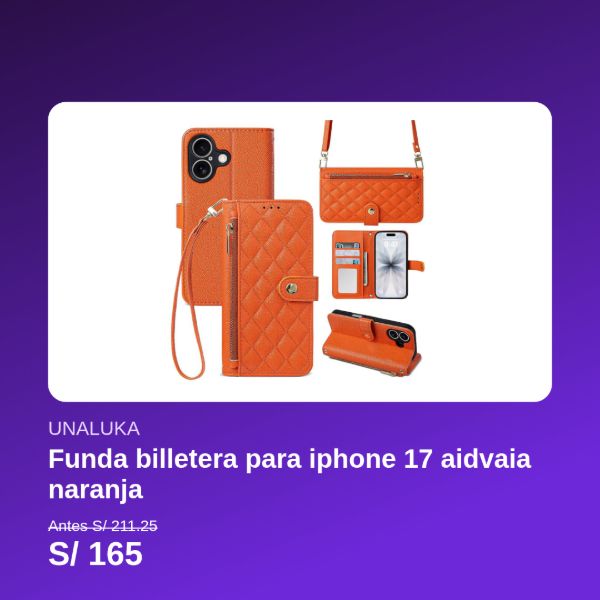 UNALUKA
Funda billetera para iphone 17 aidvaia
naranja
Antes S/ 211.25
S/ 165